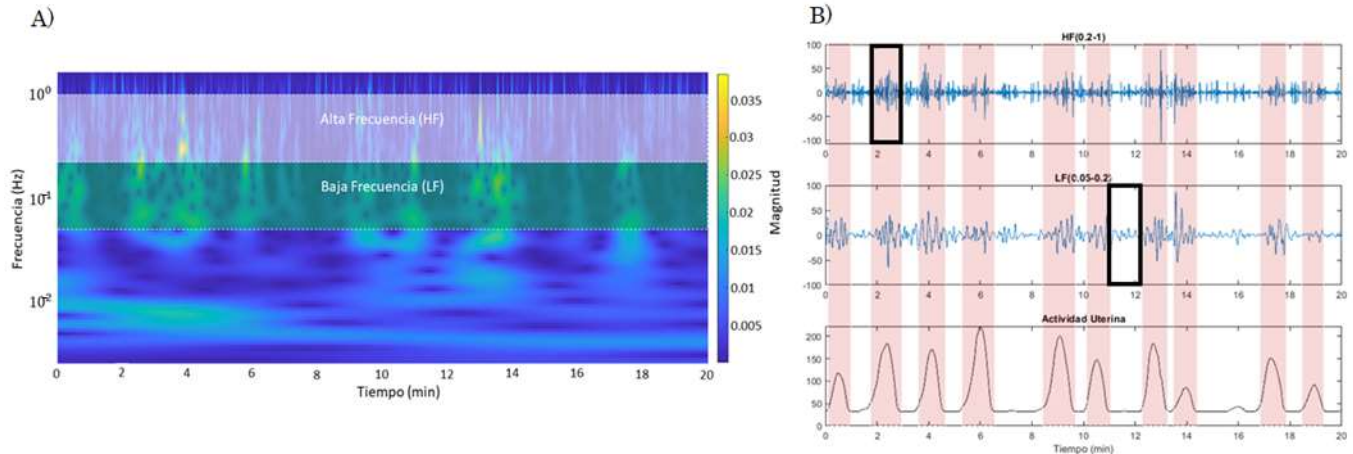 A)
Alta Frecuencia (HF)
Baja Frecuencia (LF)
Frecuencia (Hz)
10⁰
10⁻¹
10⁻²
0 2 4 6 8 10 12 14 16 18 20
Tiempo (min)
0.035
0.03
0.025
0.02
0.015
0.01
0.005
Magnitud
B)
HF(0.2-1)
100
50
0
-50
-100
0 2 4 6 8 10 12 14 16 18 20
LF(0.05-0.2)
100
50
0
-50
-100
0 2 4 6 8 10 12 14 16 18 20
Actividad Uterina
200
150
100
50
0
0 2 4 6 8 10 12 14 16 18 20
Tiempo (min)